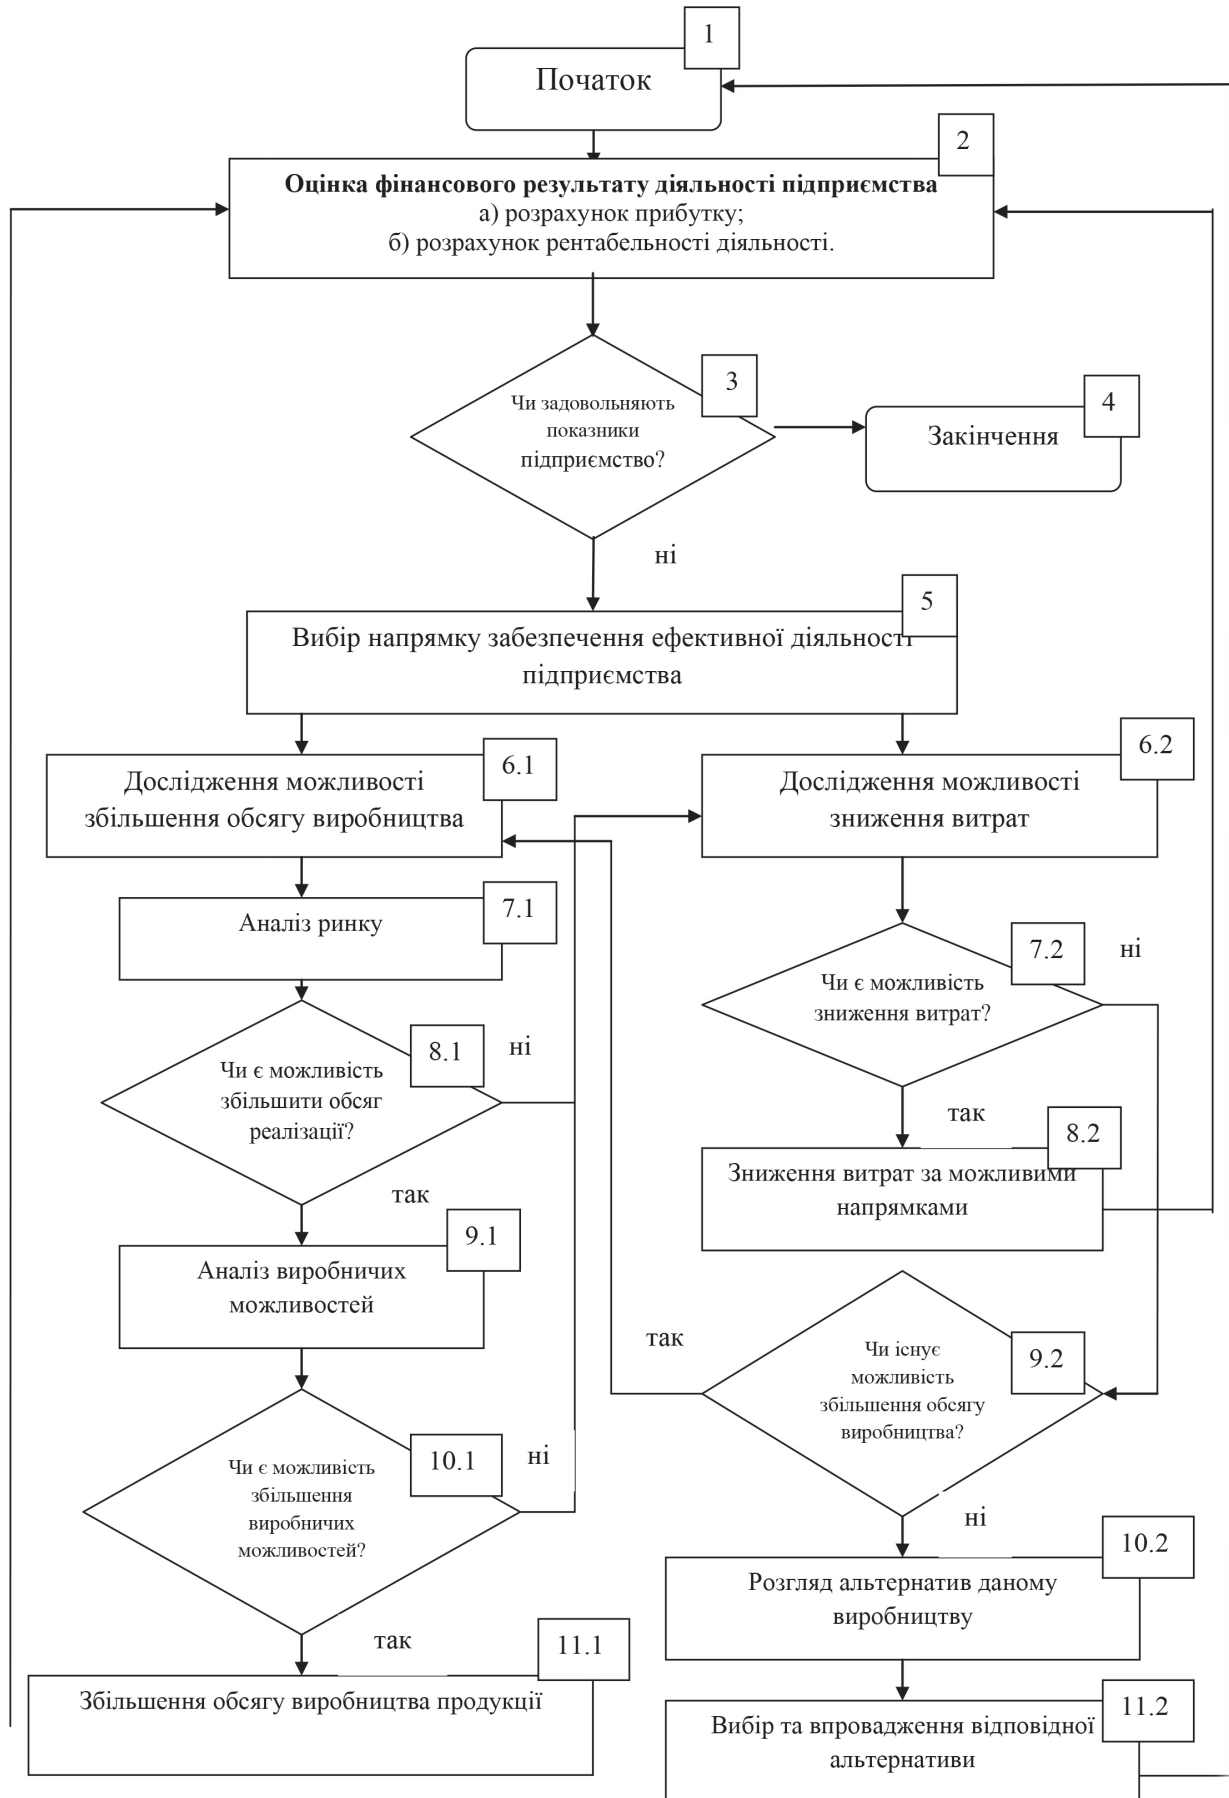 1
Початок
2
Оцінка фінансового результату діяльності підприємства
а) розрахунок прибутку;
б) розрахунок рентабельності діяльності.
3
Чи задовольняють
показники
підприємство?
4
Закінчення
ні
5
Вибір напрямку забезпечення ефективної діяльності
підприємства
6.1
Дослідження можливості
збільшення обсягу виробництва
6.2
Дослідження можливості
зниження витрат
7.1
Аналіз ринку
7.2
ні
Чи є можливість
зниження витрат?
8.1
ні
Чи є можливість
збільшити обсяг
реалізації?
так
так
8.2
Зниження витрат за можливими
напрямками
9.1
Аналіз виробничих
можливостей
так
9.2
Чи існує
можливість
збільшення обсягу
виробництва?
10.1
ні
Чи є можливість
збільшення
виробничих
можливостей?
ні
10.2
Розгляд альтернатив даному
виробництву
так
11.1
Збільшення обсягу виробництва продукції
11.2
Вибір та впровадження відповідної
альтернативи